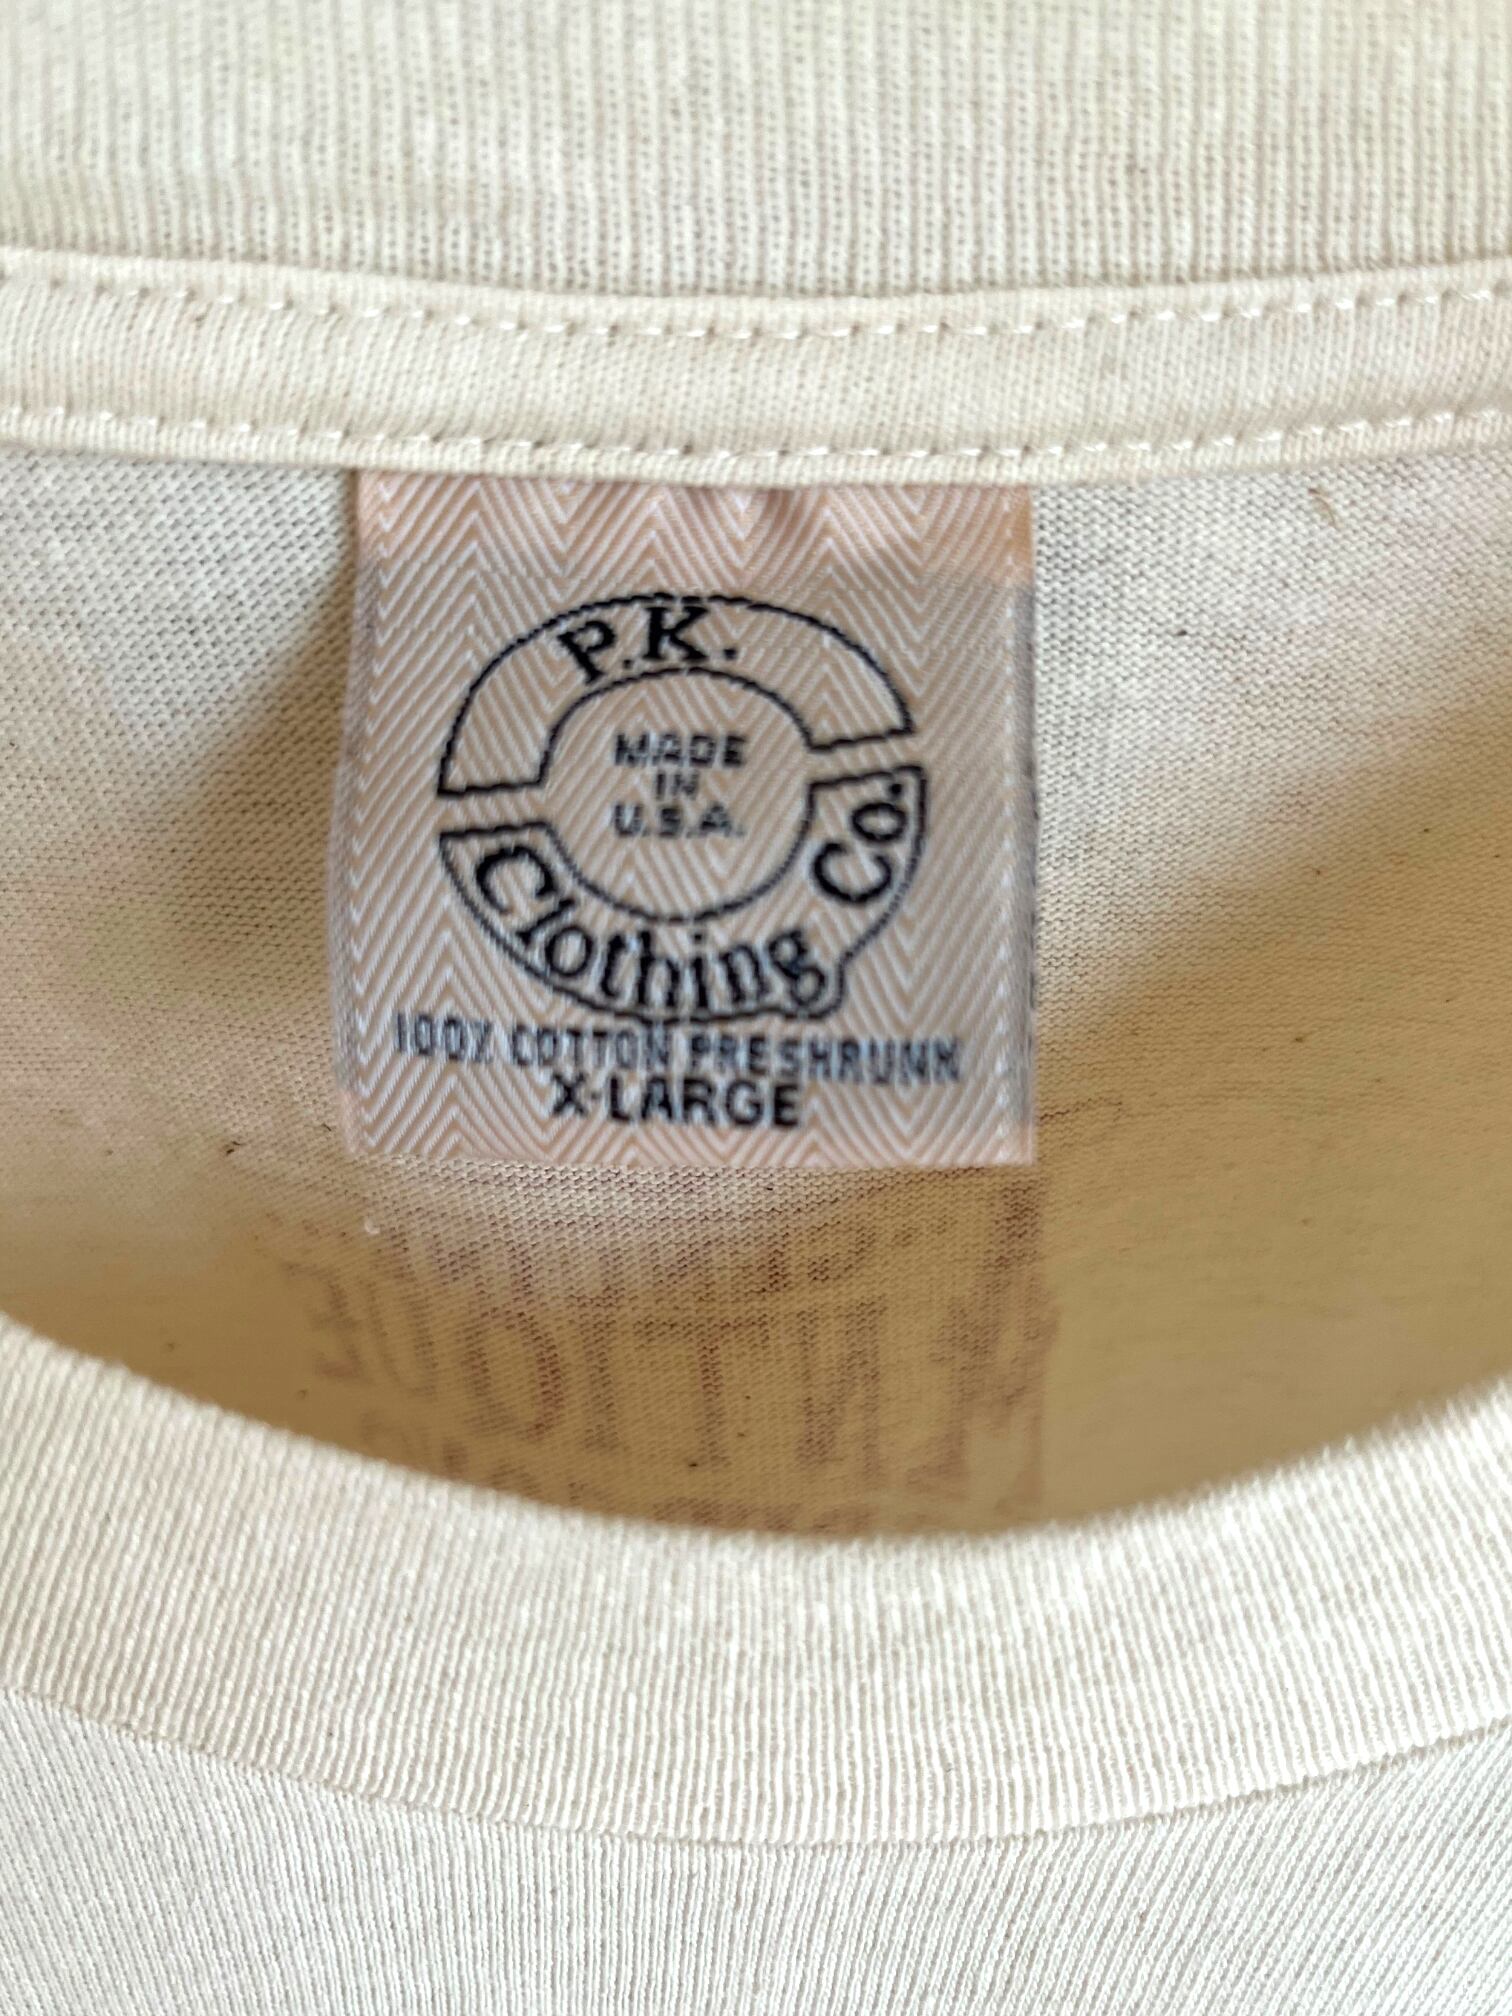 P.K.
MADE
IN
U.S.A.
Clothing Co.
100% COTTON PRESHRUNK
X-LARGE